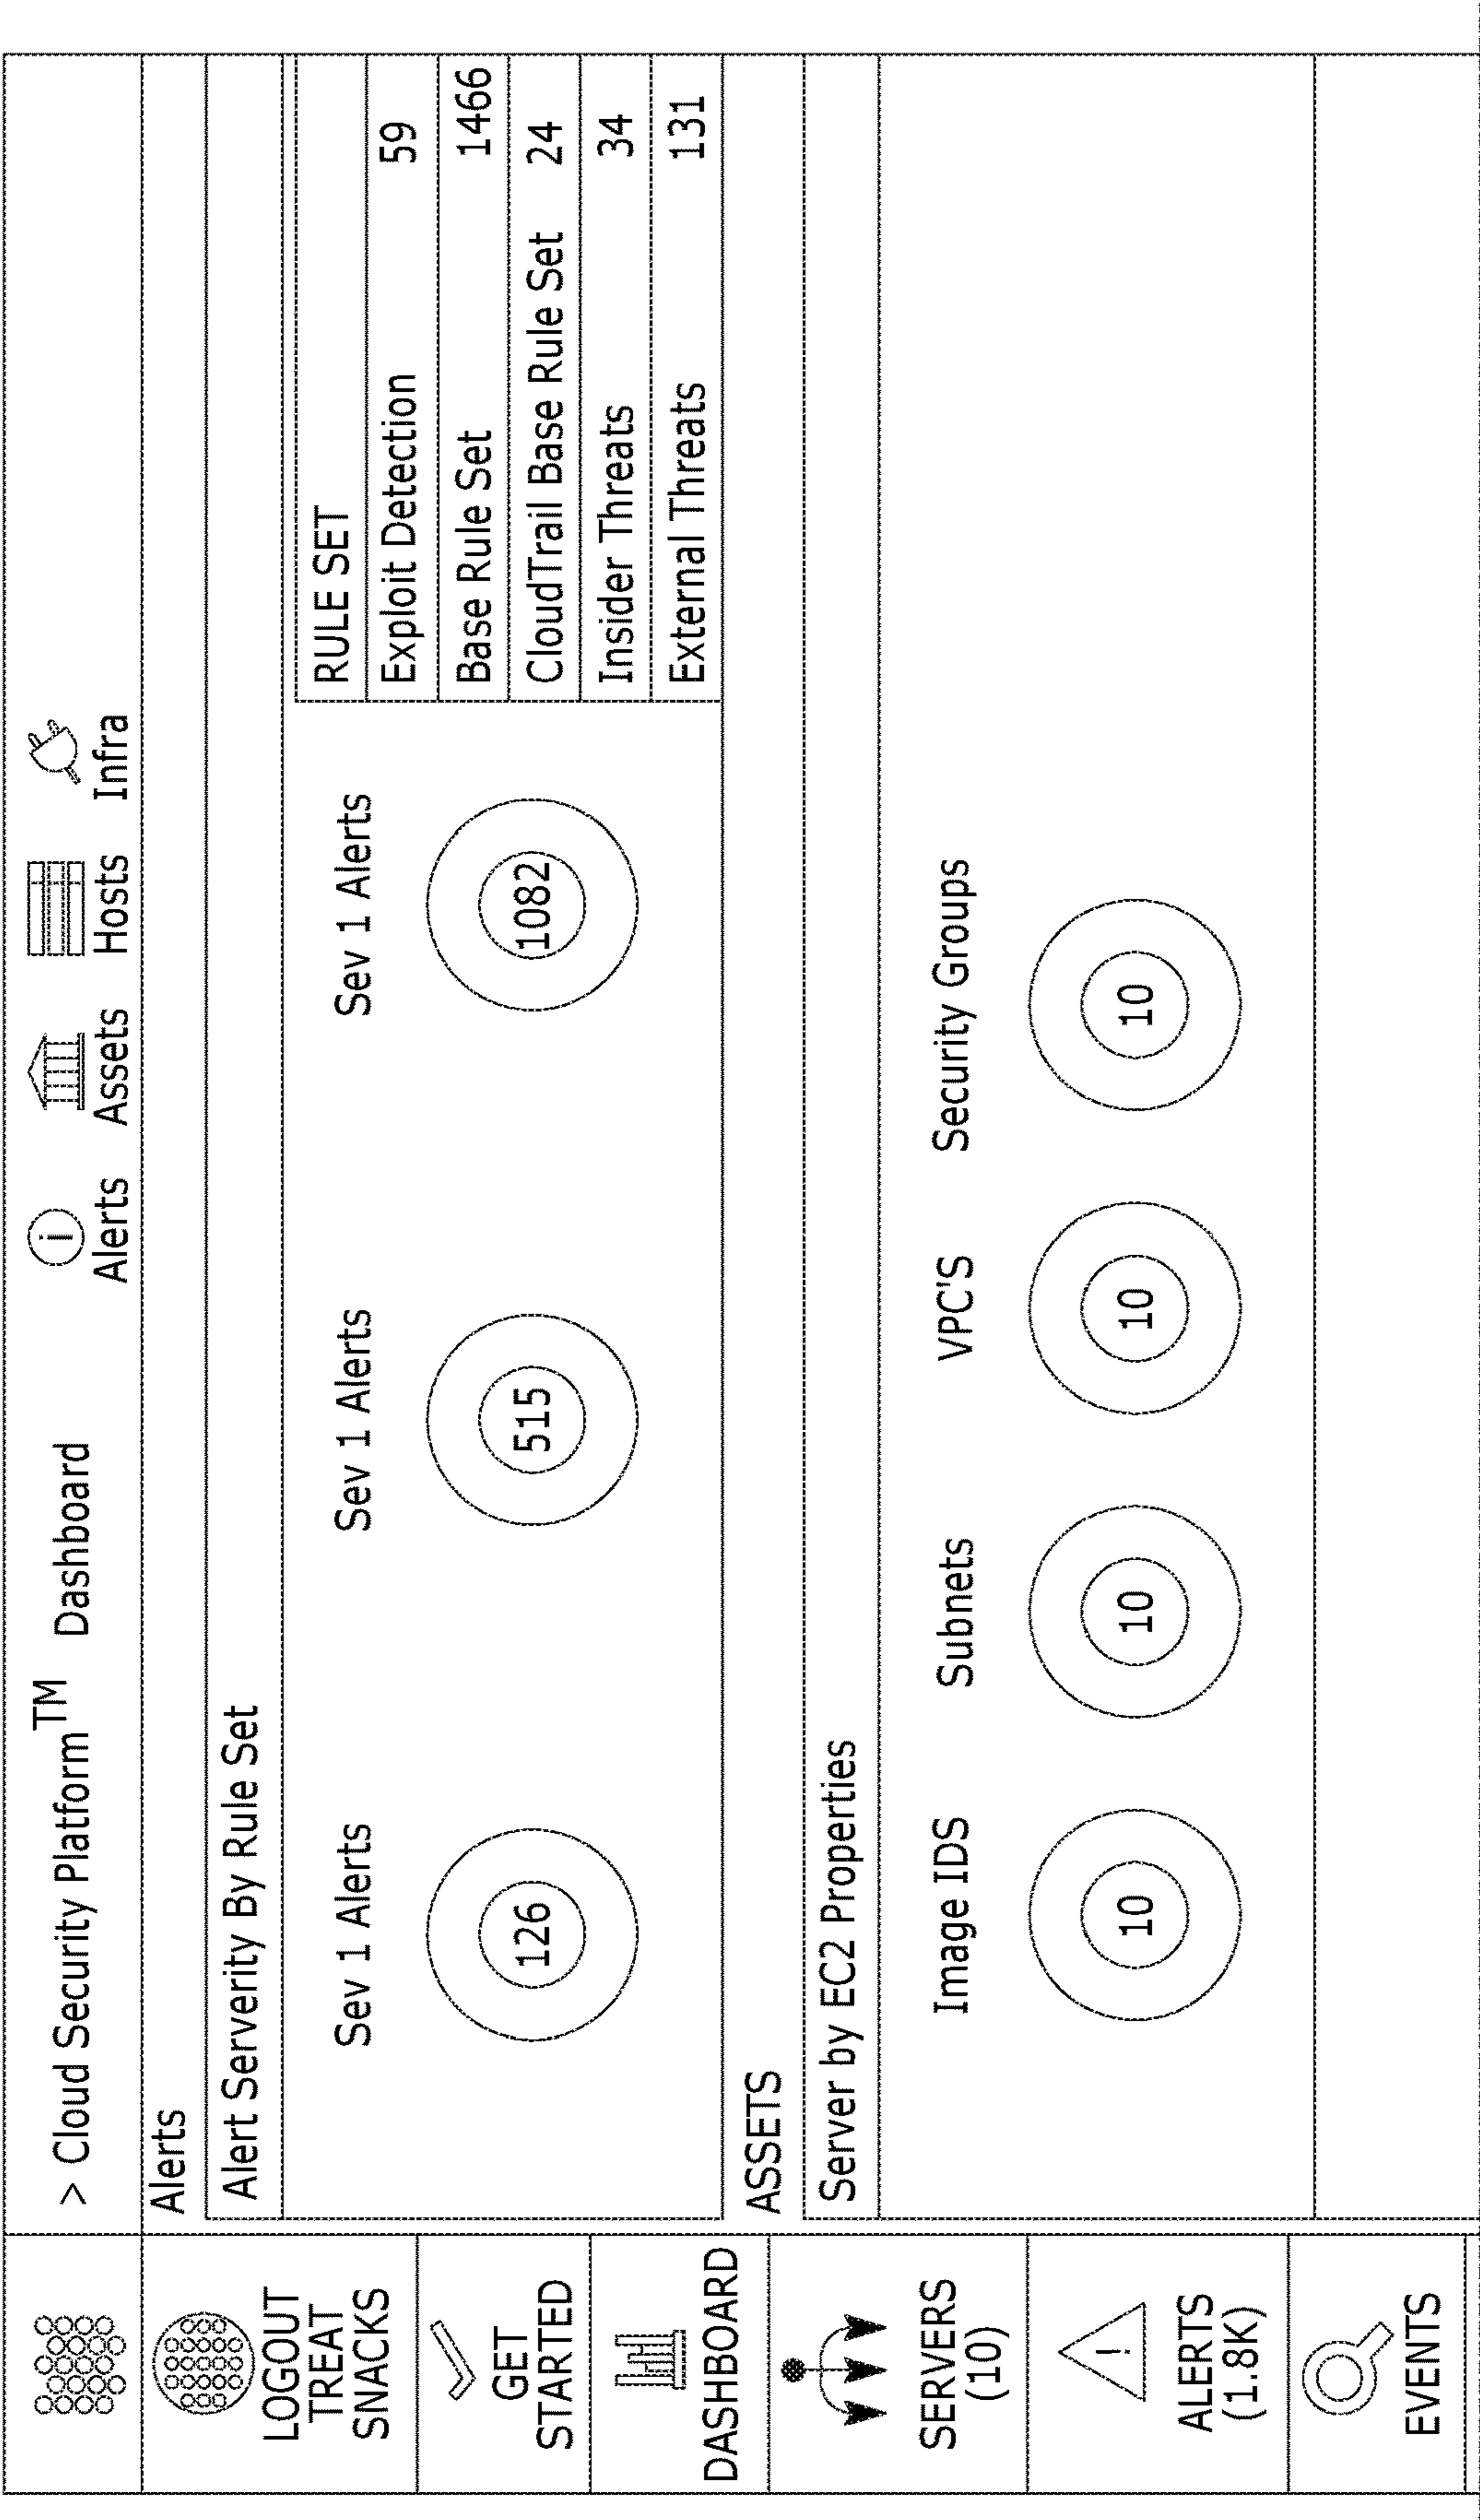 > Cloud Security Platform™ Dashboard
i
Alerts Assets Hosts Infra
LOGOUT
TREAT
SNACKS
GET
STARTED
DASHBOARD
SERVERS
(10)
!
ALERTS
(1.8K)
EVENTS
Alerts
Alert Serverity By Rule Set
Sev 1 Alerts
126
Sev 1 Alerts
515
Sev 1 Alerts
1082
RULE SET
Exploit Detection 59
Base Rule Set 1466
CloudTrail Base Rule Set 24
Insider Threats 34
External Threats 131
ASSETS
Server by EC2 Properties
Image IDS
10
Subnets
10
VPC'S
10
Security Groups
10